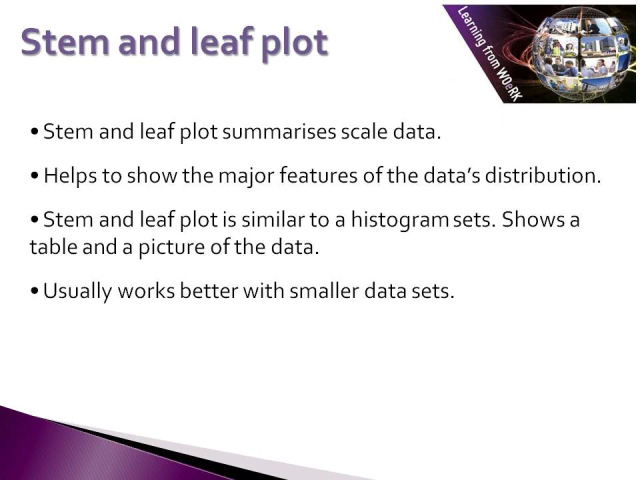 Stem and leaf plot
Learning from WOeRK
• Stem and leaf plot summarises scale data.
• Helps to show the major features of the data's distribution.
• Stem and leaf plot is similar to a histogram sets. Shows a
table and a picture of the data.
• Usually works better with smaller data sets.